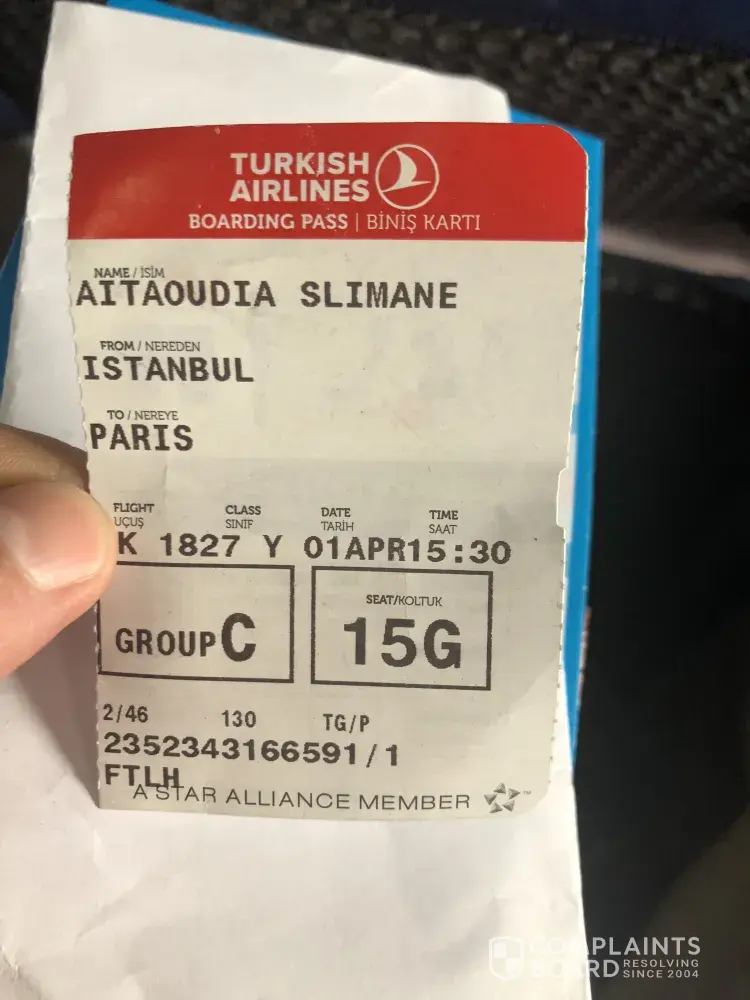 TURKISH
AIRLINES
BOARDING PASS | BİNİŞ KARTI
NAME / İSİM
AITAOUDIA SLIMANE
FROM / NEREDEN
ISTANBUL
TO / NEREYE
PARIS
FLIGHT CLASS DATE TIME
UÇUŞ SINIF TARİH SAAT
K 1827 Y 01APR15:30
SEAT/KOLTUK
GROUP C 15G
2/46 130 TG/P
2352343166591/1
FTLH
A STAR ALLIANCE MEMBER
COMPLAINTS
BOARD RESOLVING
SINCE 2004